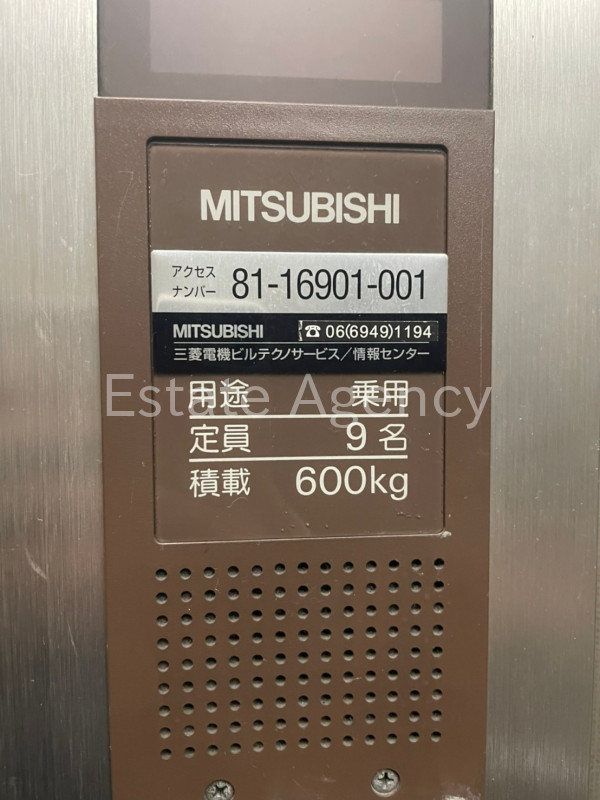 MITSUBISHI
アクセス
ナンバー 81-16901-001
MITSUBISHI ☎ 06(6949)1194
三菱電機ビルテクノサービス/情報センター
Estate Agency
用途 乗用
定員 9名
積載 600kg